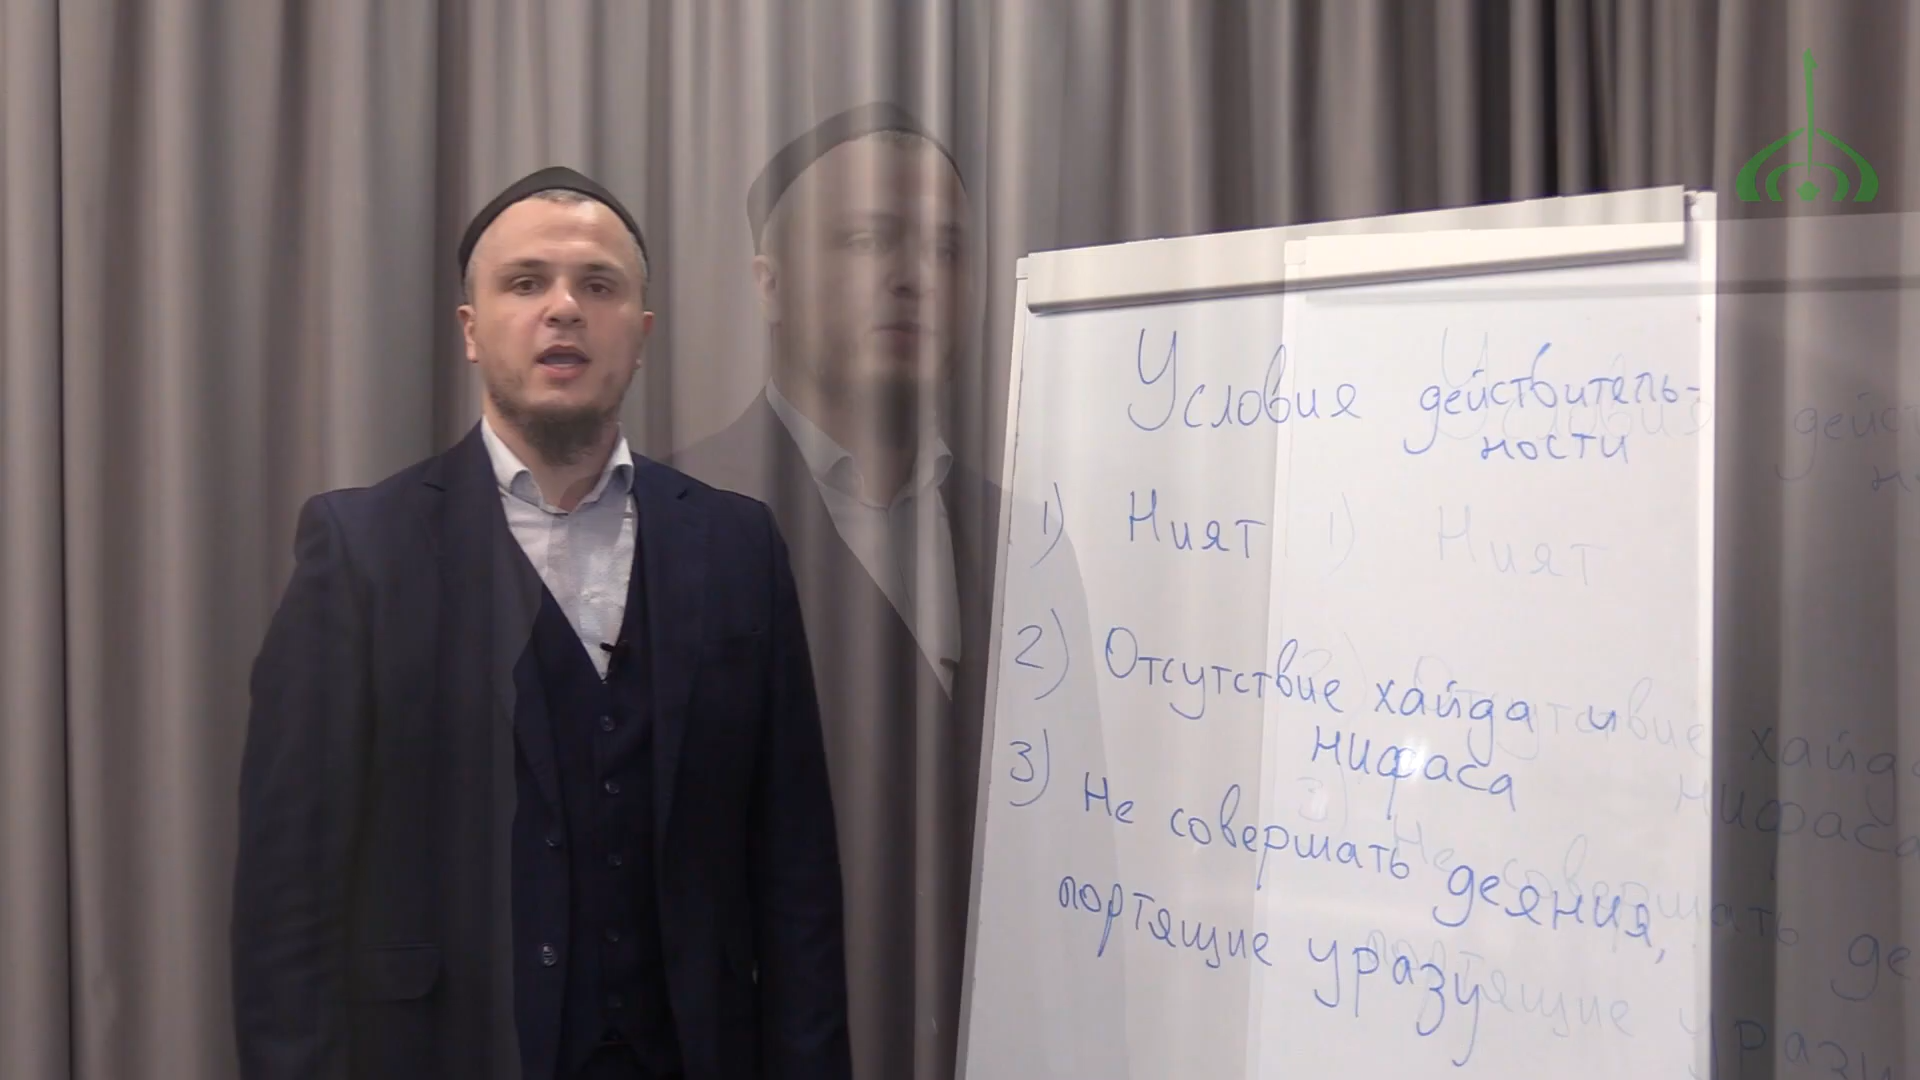 Условия действитель-
ности
1) Ният
2) Отсутствие хайда и
нифаса
3) Не совершать деяния,
портящие уразу